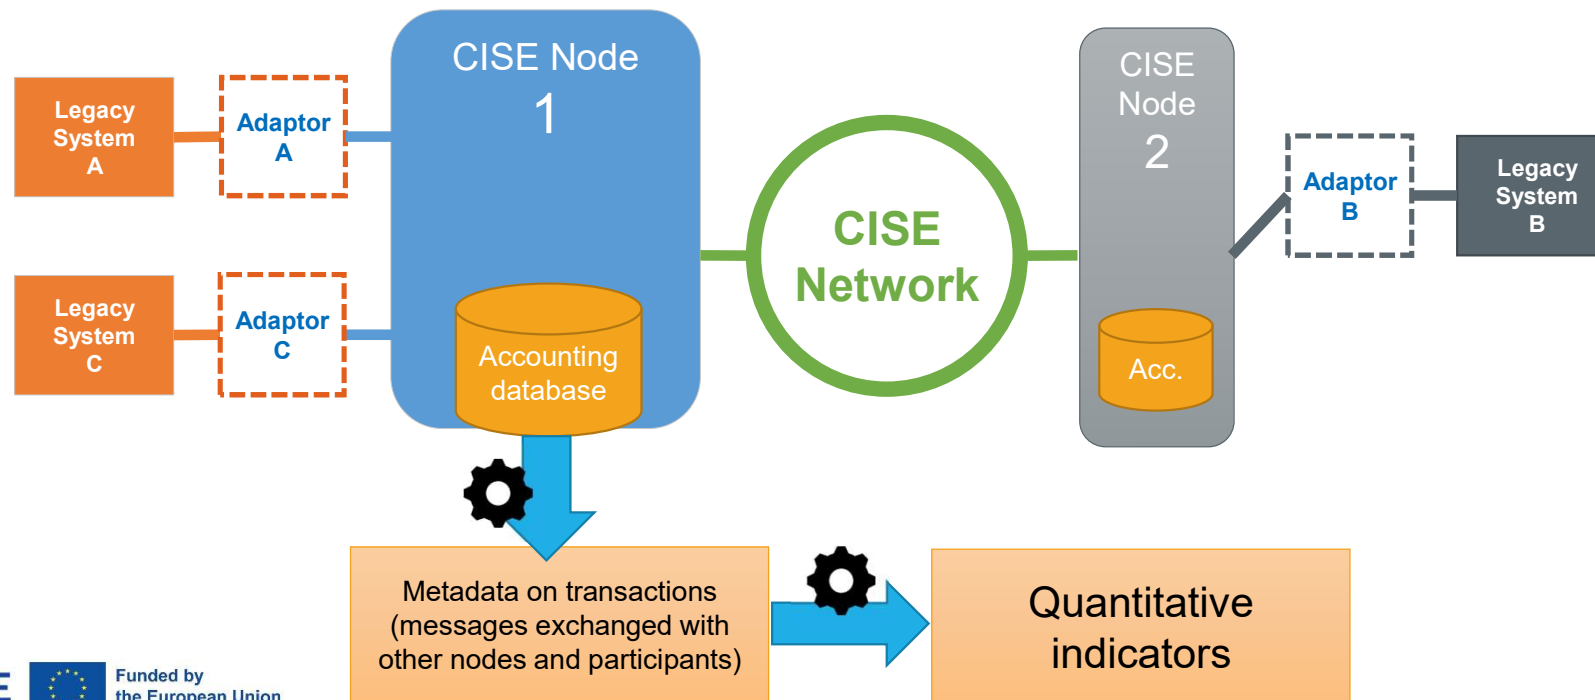 Legacy
System
A
Adaptor
A
CISE Node
1
Legacy
System
C
Adaptor
C
Accounting
database
CISE
Network
CISE
Node
2
Acc.
Adaptor
B
Legacy
System
B
Metadata on transactions
(messages exchanged with
other nodes and participants)
Quantitative
indicators
E
Funded by
the European Union